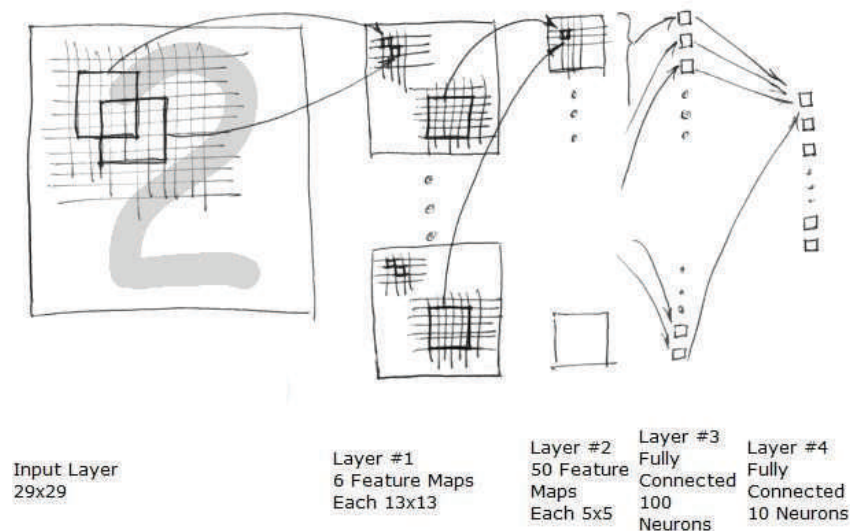 2
Input Layer
29x29
Layer #1
6 Feature Maps
Each 13x13
Layer #2
50 Feature
Maps
Each 5x5
Layer #3
Fully
Connected
100
Neurons
Layer #4
Fully
Connected
10 Neurons